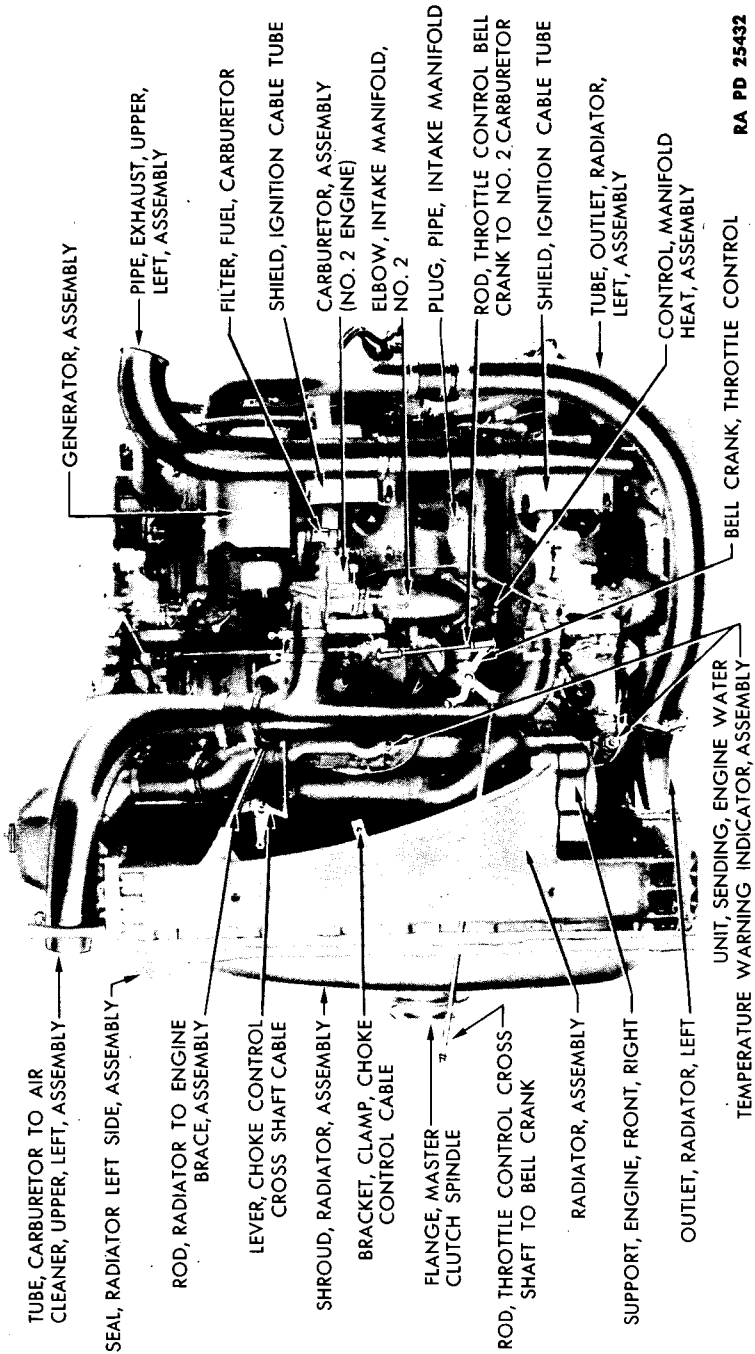 TUBE, CARBURETOR TO AIR
CLEANER, UPPER, LEFT, ASSEMBLY
SEAL, RADIATOR LEFT SIDE, ASSEMBLY
ROD, RADIATOR TO ENGINE
BRACE, ASSEMBLY
LEVER, CHOKE CONTROL
CROSS SHAFT CABLE
SHROUD, RADIATOR, ASSEMBLY
BRACKET, CLAMP, CHOKE
CONTROL CABLE
FLANGE, MASTER
CLUTCH SPINDLE
ROD, THROTTLE CONTROL CROSS
SHAFT TO BELL CRANK
RADIATOR, ASSEMBLY
SUPPORT, ENGINE, FRONT, RIGHT
OUTLET, RADIATOR, LEFT
UNIT, SENDING, ENGINE WATER
TEMPERATURE WARNING INDICATOR, ASSEMBLY
GENERATOR, ASSEMBLY
PIPE, EXHAUST, UPPER,
LEFT, ASSEMBLY
FILTER, FUEL, CARBURETOR
SHIELD, IGNITION CABLE TUBE
CARBURETOR, ASSEMBLY
(NO. 2 ENGINE)
ELBOW, INTAKE MANIFOLD,
NO. 2
PLUG, PIPE, INTAKE MANIFOLD
ROD, THROTTLE CONTROL BELL
CRANK TO NO. 2 CARBURETOR
SHIELD, IGNITION CABLE TUBE
TUBE, OUTLET, RADIATOR,
LEFT, ASSEMBLY
CONTROL, MANIFOLD
HEAT, ASSEMBLY
BELL CRANK, THROTTLE CONTROL
RA PD 25432